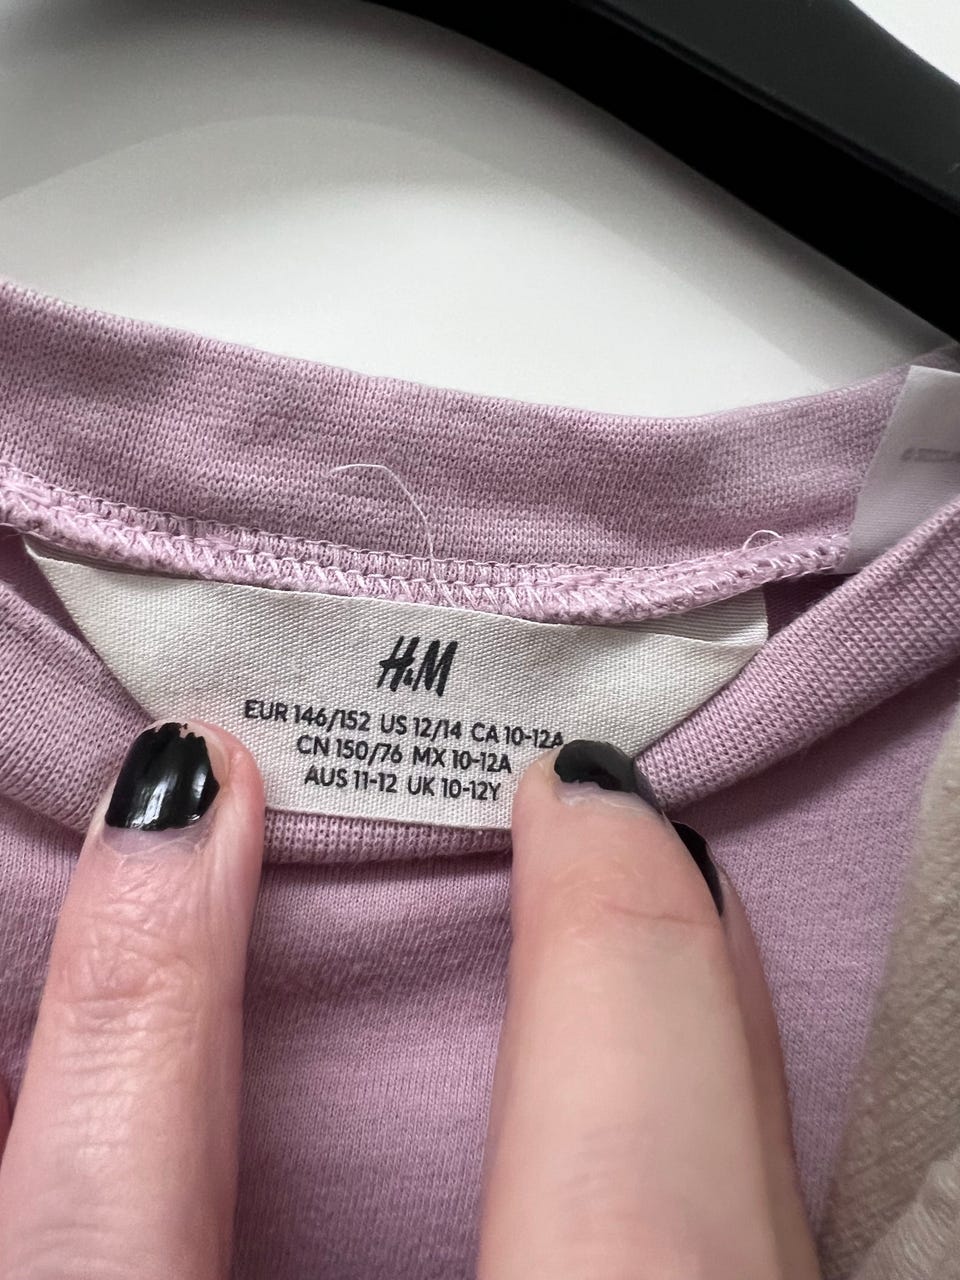 H&M
EUR 146/152 US 12/14 CA 10-12A
CN 150/76 MX 10-12A
AUS 11-12 UK 10-12Y